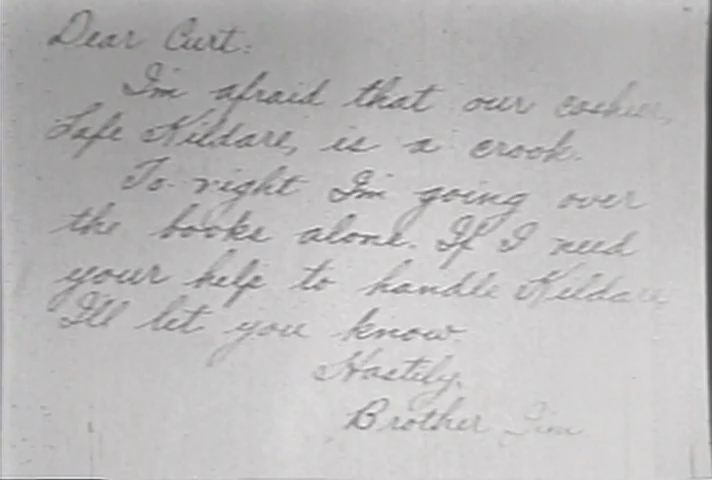 Dear Curt:
I'm afraid that our cashier,
Lafe Kildare, is a crook.
To-night I'm going over
the books alone. If I need
your help to handle Kildare
I'll let you know.
Hastily,
Brother Jim